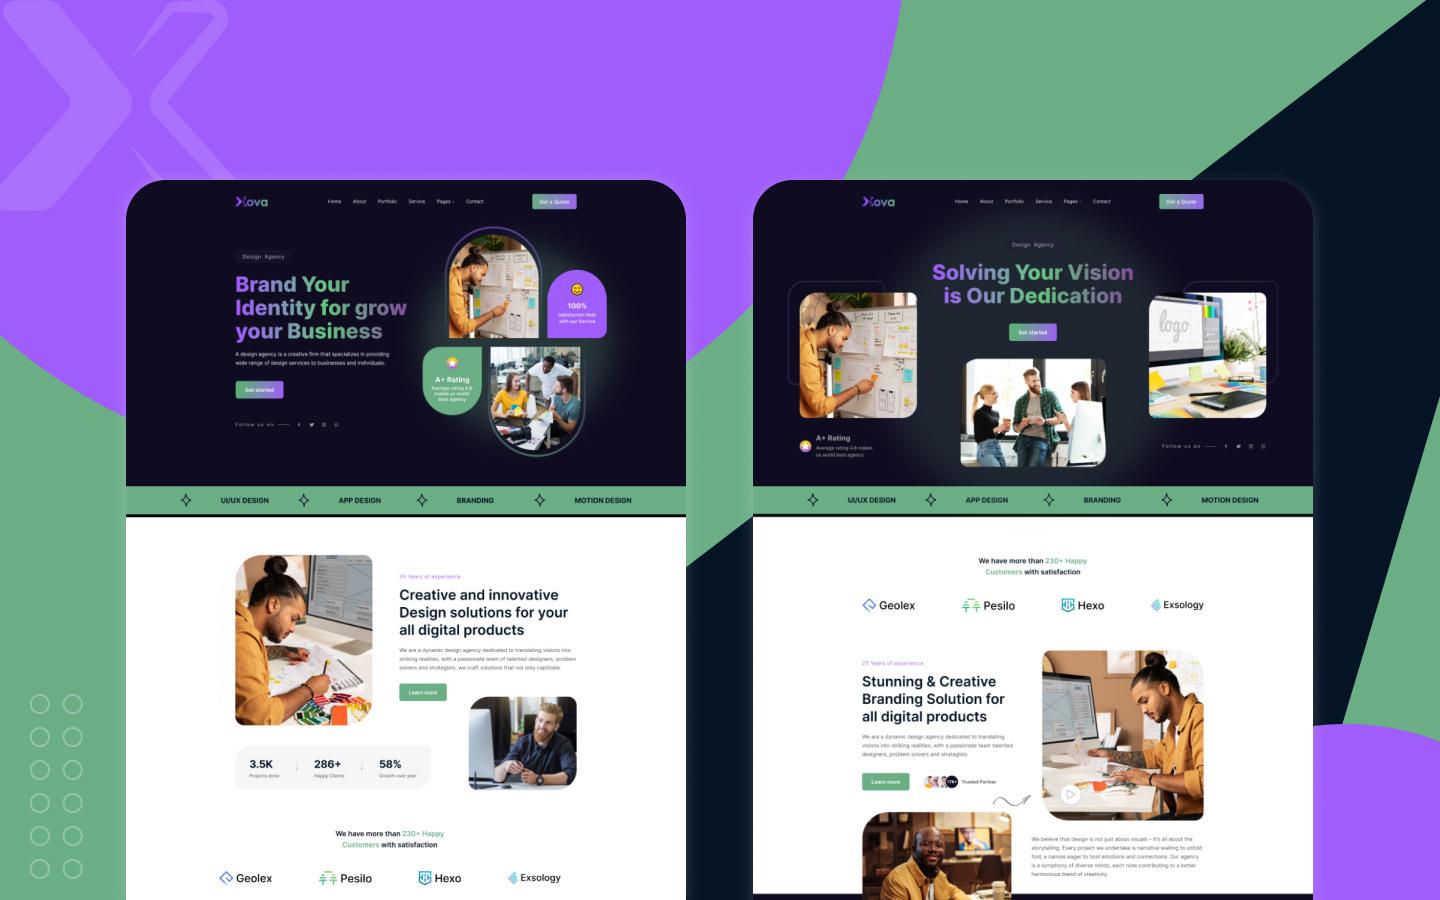 Xova
Home About Portfolio Service Pages Contact
Get a Quote
Design Agency
Brand Your
Identity for grow
your Business
A design agency is a creative firm that specializes in providing
wide range of design services to businesses and individuals.
Get started
Follow us on
100%
Satisfaction Rate
with our Service
A+ Rating
Average rating 4.8
makes us world
best agency
UI/UX DESIGN APP DESIGN BRANDING MOTION DESIGN
25 Years of experience
Creative and innovative
Design solutions for your
all digital products
We are a dynamic design agency dedicated to translating visions into
striking realities, with a passionate team of talented designers, problem
solvers and strategists, we craft solutions that not only captivate.
Learn more
3.5K
Projects done
286+
Happy Clients
58%
Growth over year
We have more than 230+ Happy
Customers with satisfaction
Geolex Pesilo Hexo Exsology
Xova
Home About Portfolio Service Pages Contact
Get a Quote
Design Agency
Solving Your Vision
is Our Dedication
Get started
logo
A+ Rating
Average rating 4.8 makes
us world best agency
Follow us on
UI/UX DESIGN APP DESIGN BRANDING MOTION DESIGN
We have more than 230+ Happy
Customers with satisfaction
Geolex Pesilo Hexo Exsology
25 Years of experience
Stunning & Creative
Branding Solution for
all digital products
We are a dynamic design agency dedicated to translating
visions into striking realities, with a passionate team talented
designers, problem solvers and strategists
Learn more
Trusted Partner
We believe that design is not just about visuals – it's all about the
storytelling. Every project we undertake is narrative waiting to unfold
fold, a canvas eager to host emotions and connections. Our agency
is a symphony of diverse minds, each note contributing to a better
harmonious blend of creativity.